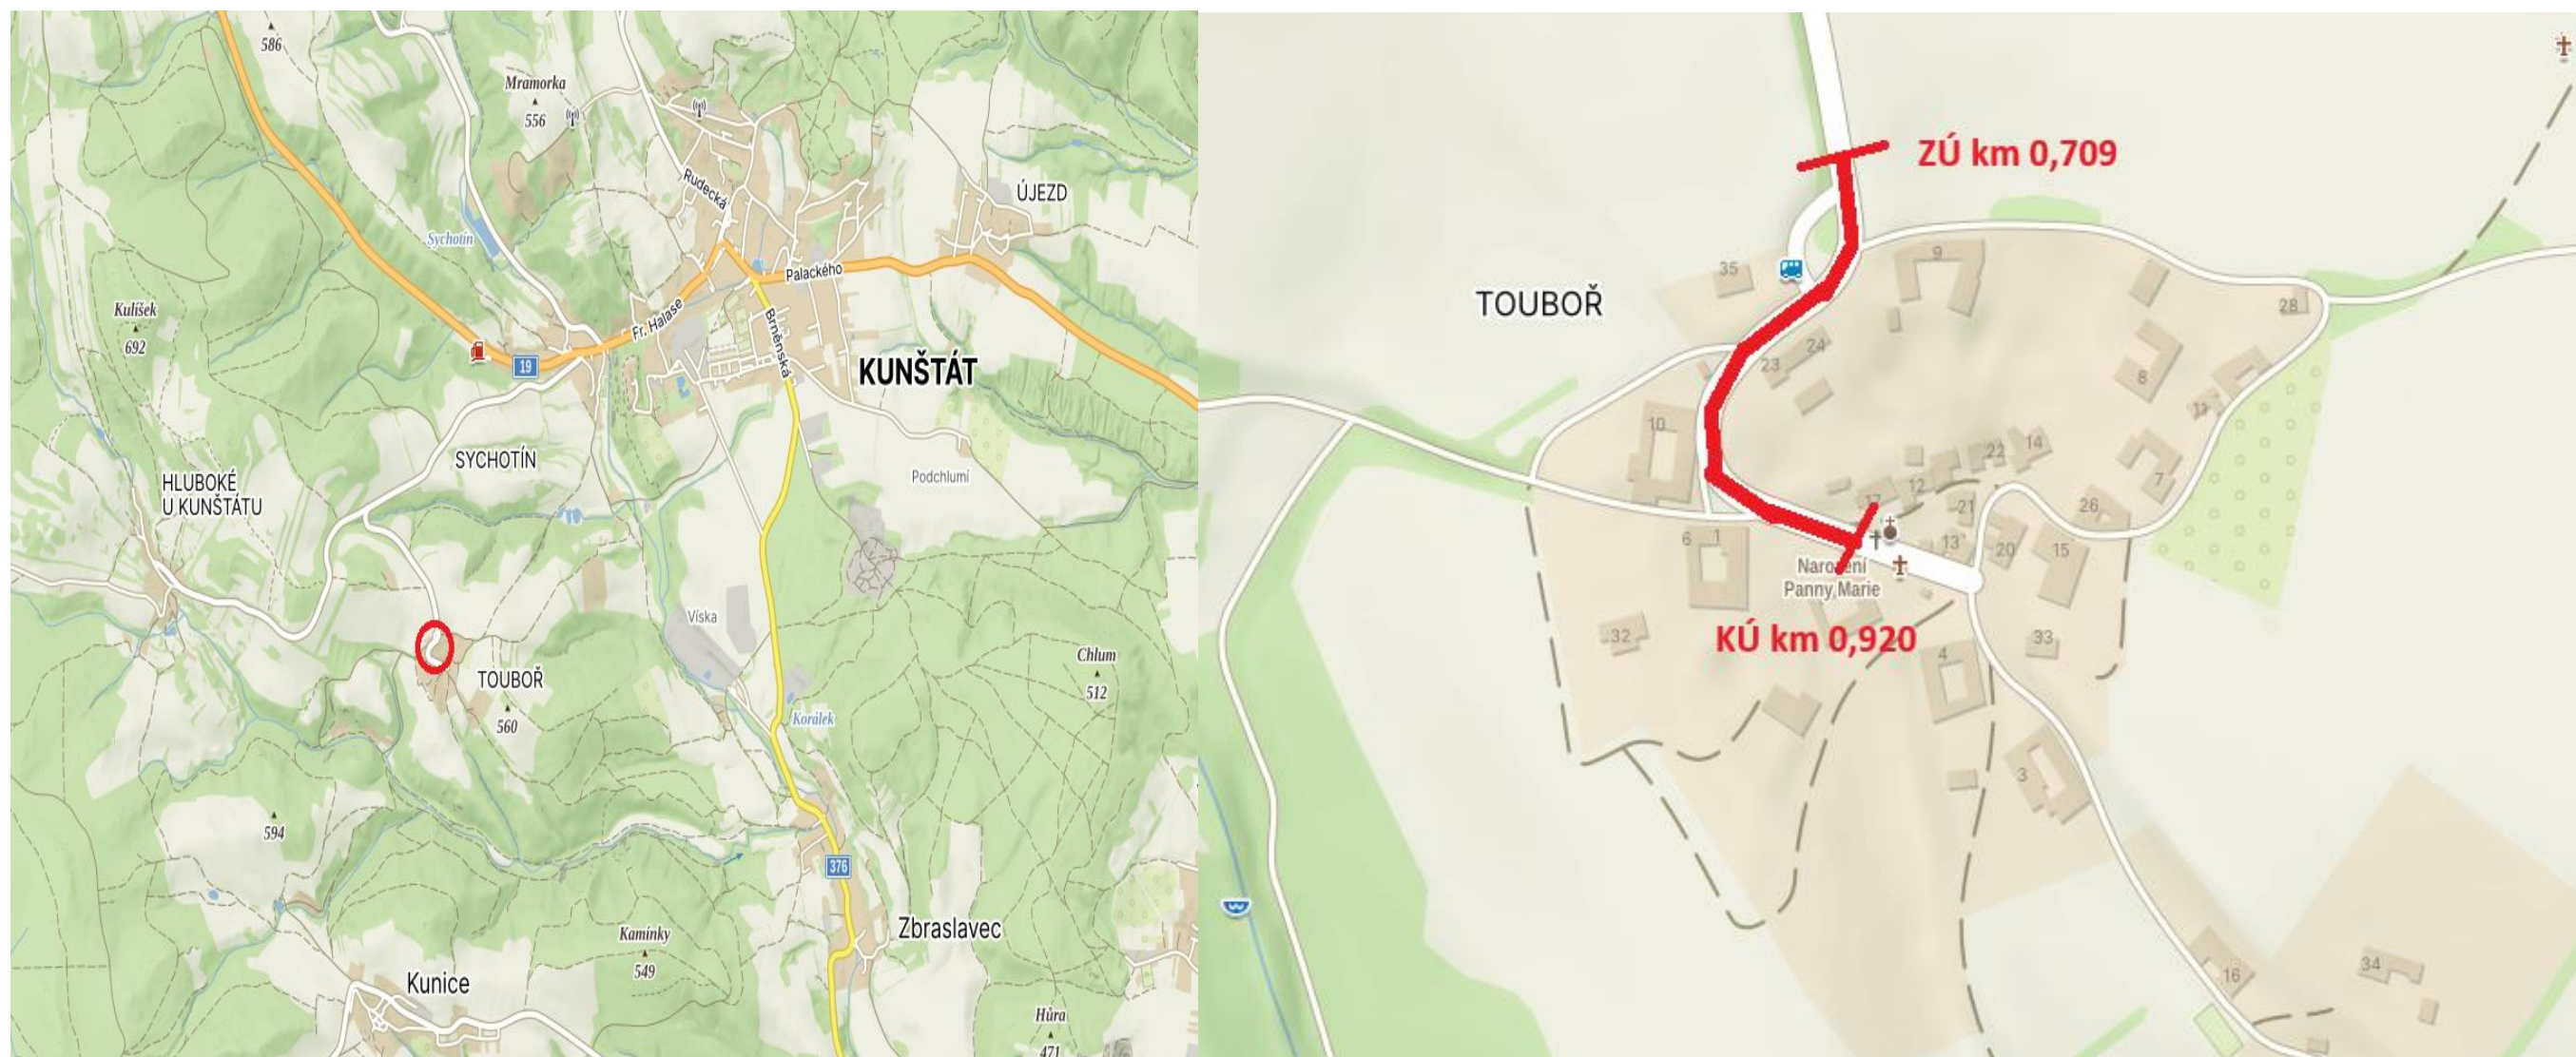 586
Mramorka
556
Rudecká
ÚJEZD
Sychotín
Palackého
Kulíšek
692
Fr. Halase
Brněnská
19
KUNŠTÁT
SYCHOTÍN
HLUBOKÉ
U KUNŠTÁTU
Podchlumí
Víska
Chlum
512
TOUBOŘ
560
Korálek
594
376
Zbraslavec
Kamínky
549
Kunice
Hůra
471
ZÚ km 0,709
35
9
TOUBOŘ
28
24
23
8
11
10
14
22
7
12
17
26
21
6
1
13
20
15
Narození
Panny Marie
32
KÚ km 0,920
33
4
3
16
34